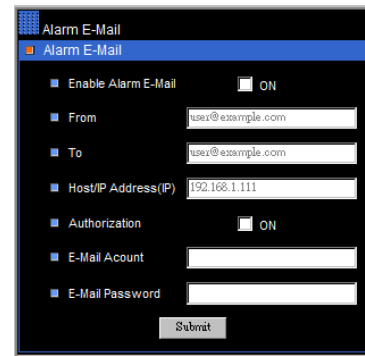 Alarm E-Mail
Alarm E-Mail
Enable Alarm E-Mail ON
From user@example.com
To user@example.com
Host/IP Address(IP) 192.168.1.111
Authorization ON
E-Mail Acount
E-Mail Password
Submit